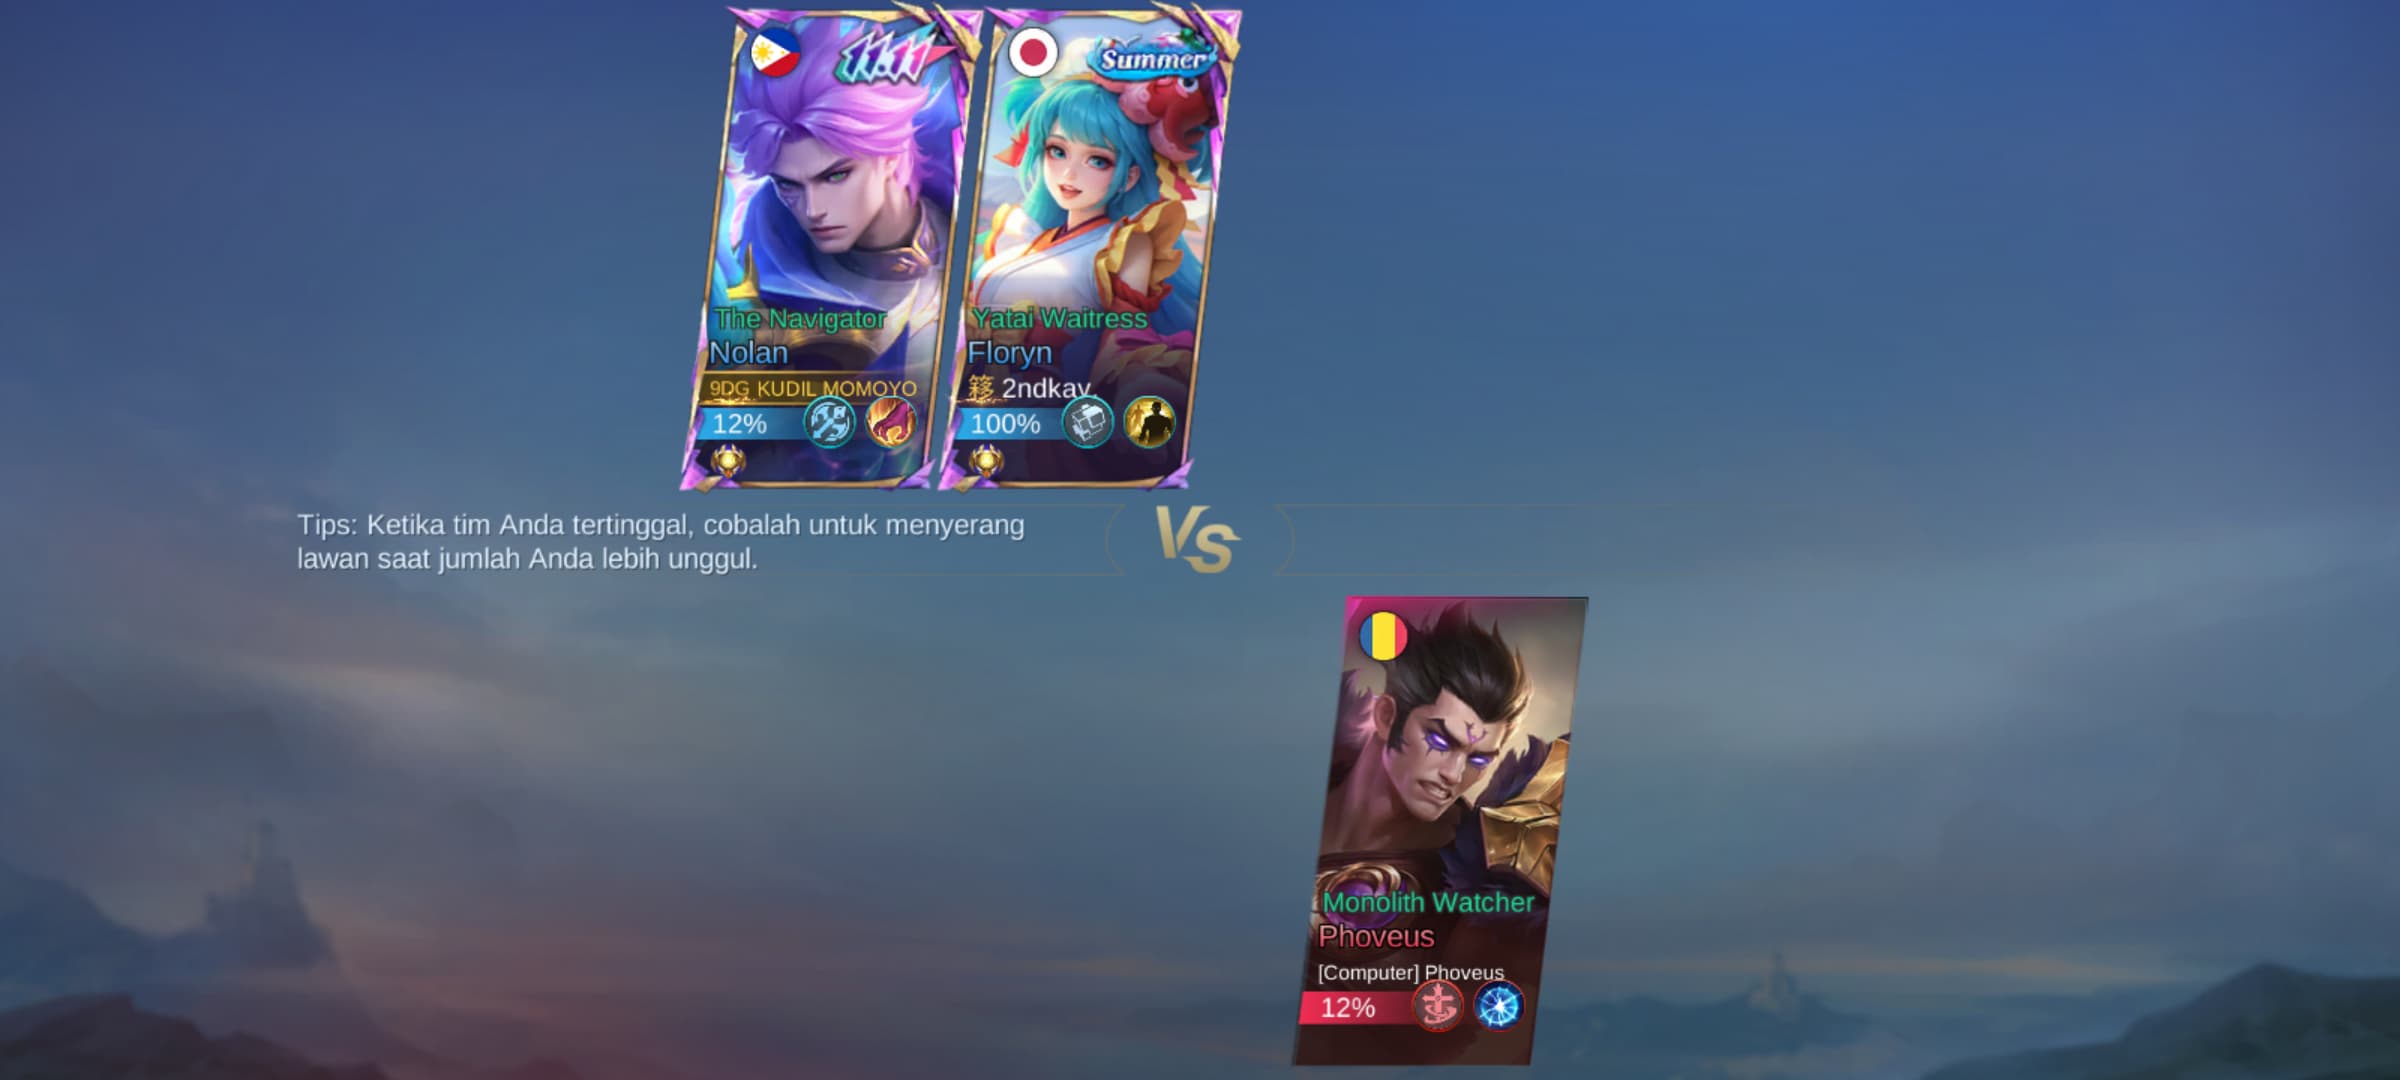 11.11
The Navigator
Nolan
9DG KUDIL MOMOYO
12%
Summer
Yatai Waitress
Floryn
簃 2ndkay.
100%
Tips: Ketika tim Anda tertinggal, cobalah untuk menyerang
lawan saat jumlah Anda lebih unggul.
VS
Monolith Watcher
Phoveus
[Computer] Phoveus
12%